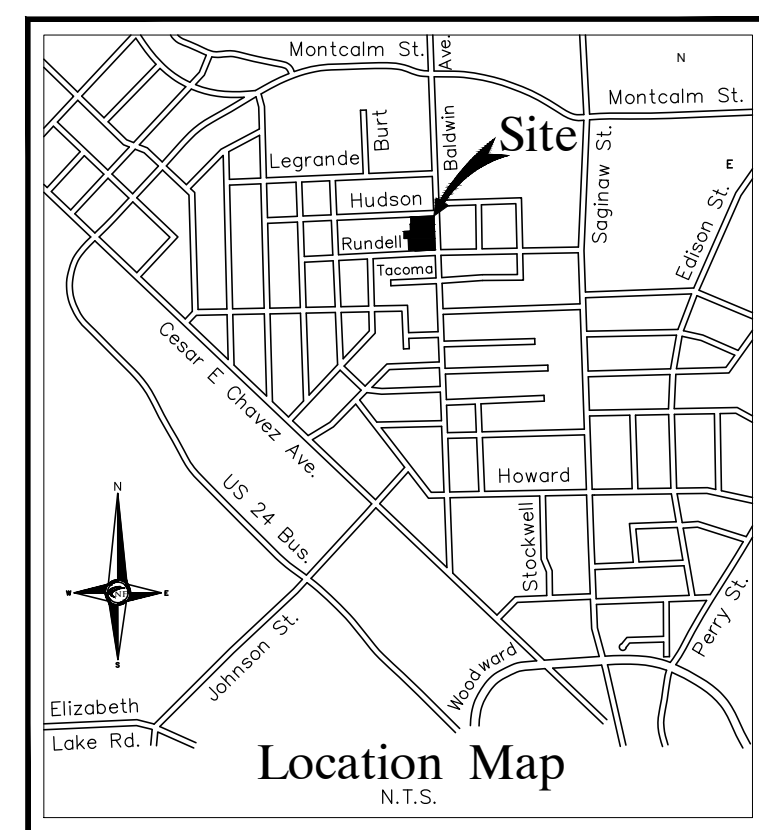 Montcalm St.
Ave.
N
Montcalm St.
Burt
Baldwin
Site
Saginaw St.
Legrande
E
Edison St.
Hudson
Rundell
Tacoma
Cesar E Chavez Ave.
Howard
US 24 Bus.
Stockwell
N
W
NF
E
S
Johnson St.
Perry St.
Woodward
Elizabeth
Lake Rd.
Location Map
N.T.S.